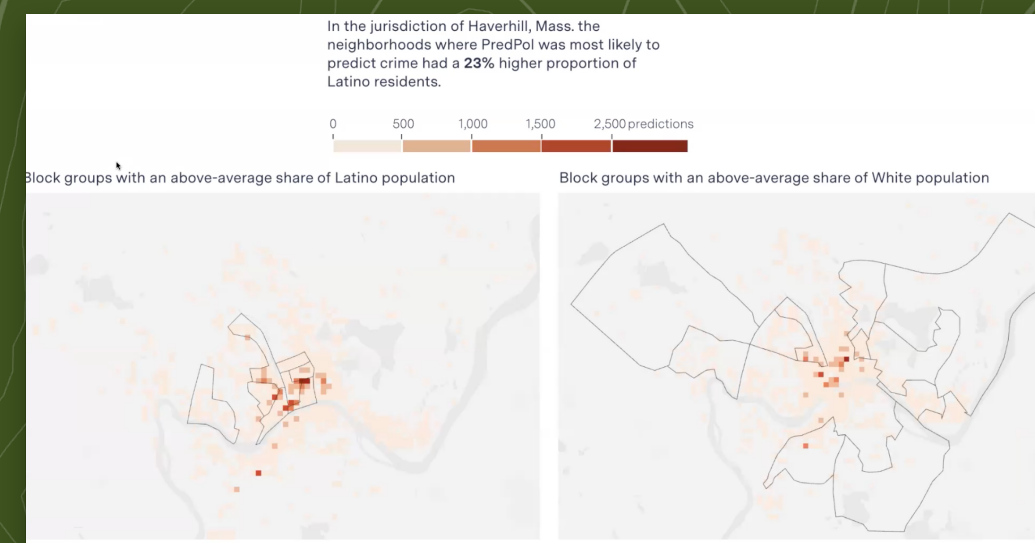 In the jurisdiction of Haverhill, Mass. the
neighborhoods where PredPol was most likely to
predict crime had a 23% higher proportion of
Latino residents.
0 500 1,000 1,500 2,500 predictions
Block groups with an above-average share of Latino population
Block groups with an above-average share of White population